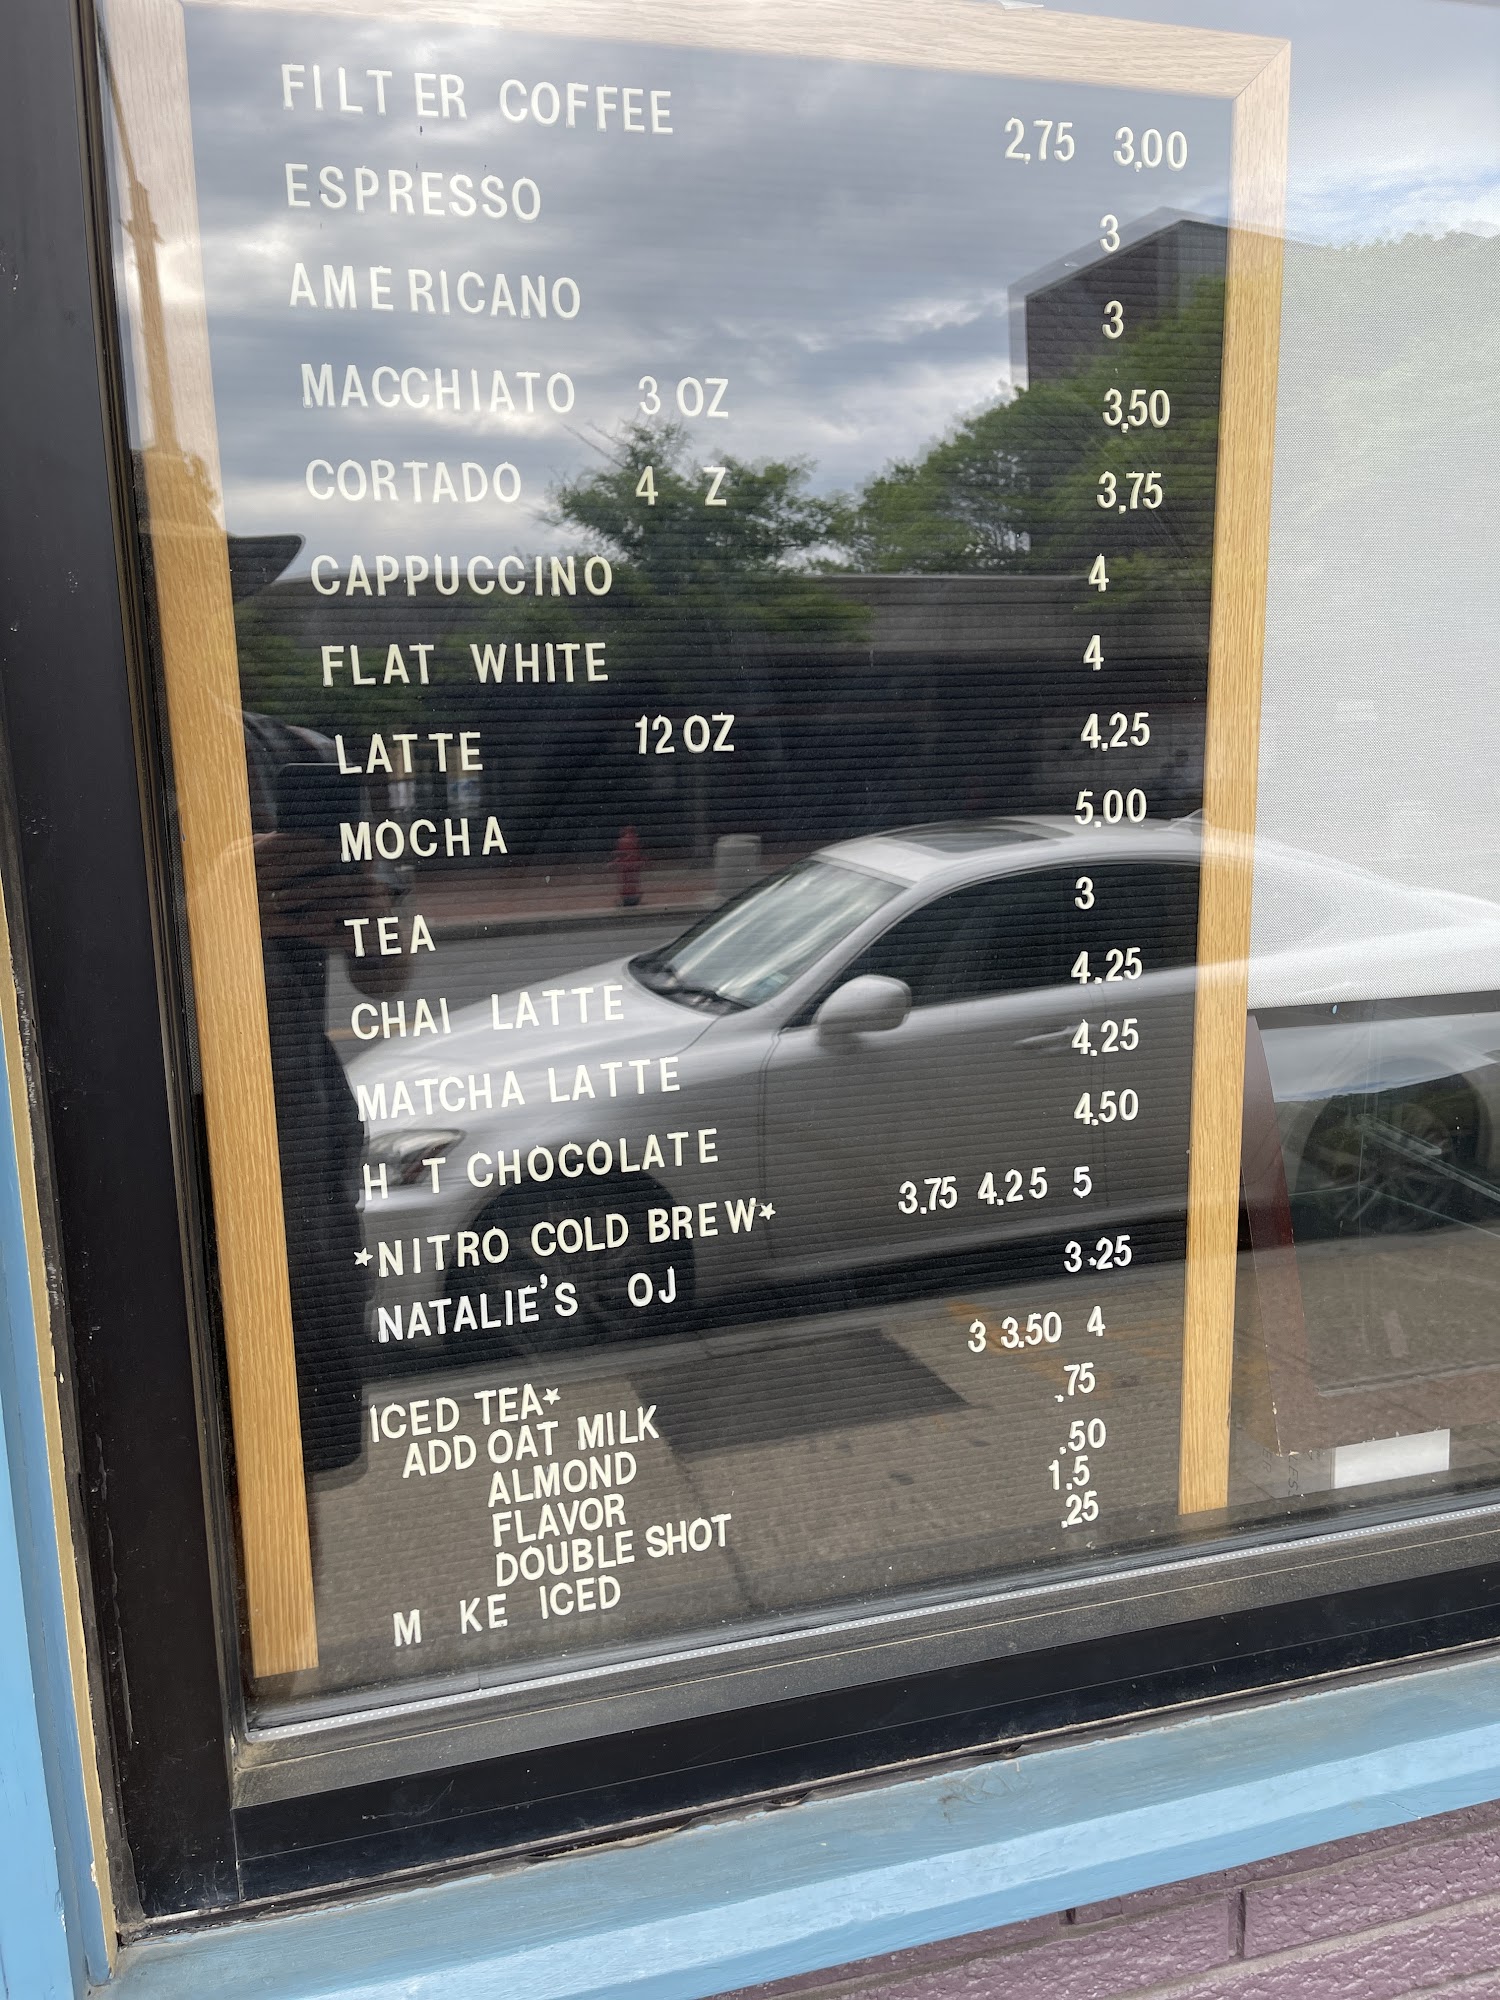 FILTER COFFEE 2.75 3.00
ESPRESSO 3
AMERICANO 3
MACCHIATO 3 OZ 3.50
CORTADO 4 Z 3.75
CAPPUCCINO 4
FLAT WHITE 4
LATTE 12 OZ 4.25
MOCHA 5.00
TEA 3
CHAI LATTE 4.25
MATCHA LATTE 4.25
H T CHOCOLATE 4.50
*NITRO COLD BREW* 3.75 4.25 5
NATALIE'S OJ 3.25
ICED TEA* 3 3.50 4
ADD OAT MILK .75
ALMOND .50
FLAVOR
DOUBLE SHOT 1.5
M KE ICED .25